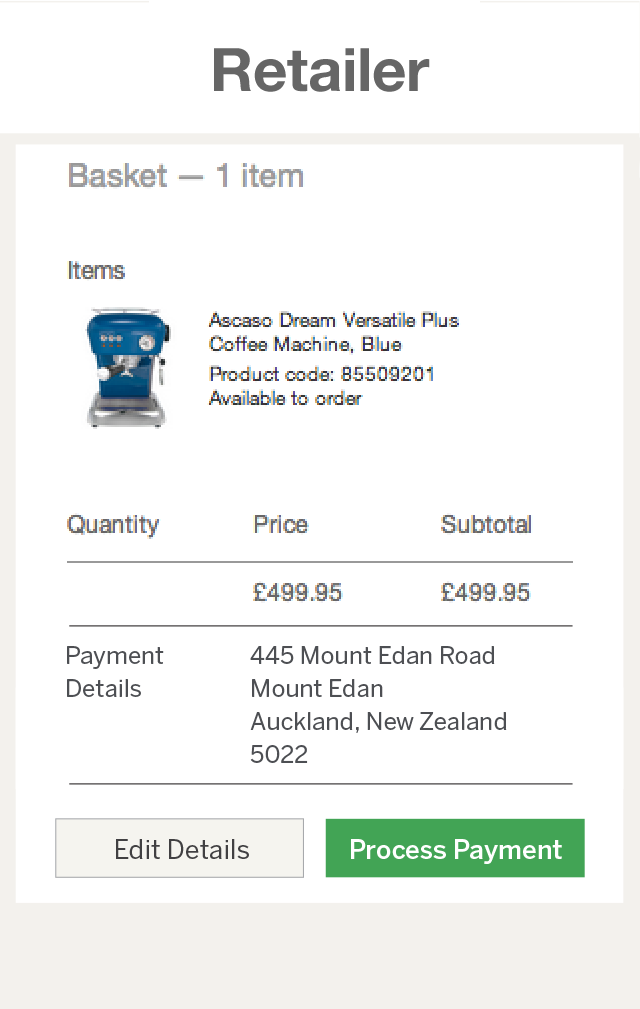 Retailer
Basket — 1 item
Items
Ascaso Dream Versatile Plus
Coffee Machine, Blue
Product code: 85509201
Available to order
Quantity Price Subtotal
£499.95 £499.95
Payment Details
445 Mount Edan Road
Mount Edan
Auckland, New Zealand
5022
Edit Details Process Payment